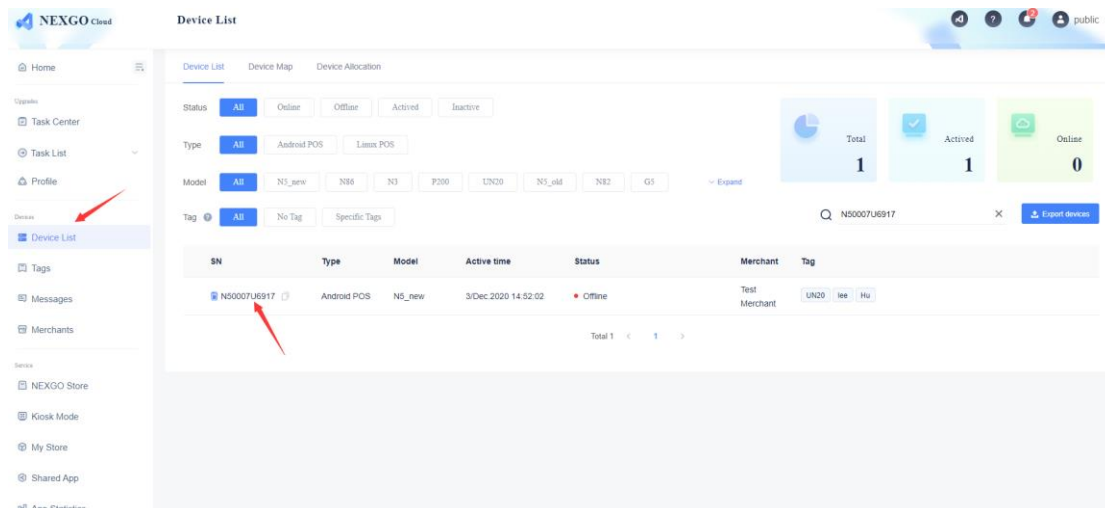 NEXGO Cloud
Device List
2
public
Home
Device List
Device Map
Device Allocation
Upgrades
Task Center
Task List
Profile
Devices
Device List
Tags
Messages
Merchants
Service
NEXGO Store
Kiosk Mode
My Store
Shared App
App Statistics
Status All Online Offline Actived Inactive
Type All Android POS Linux POS
Model All N5_new N86 N3 P200 UN20 N5_old N82 G5 Expand
Tag All No Tag Specific Tags
Total
1
Actived
1
Online
0
N50007U6917
Export devices
SN Type Model Active time Status Merchant Tag
N50007U6917 Android POS N5_new 3/Dec.2020 14:52:02 Offline Test Merchant UN20 lee Hu
Total 1 < 1 >